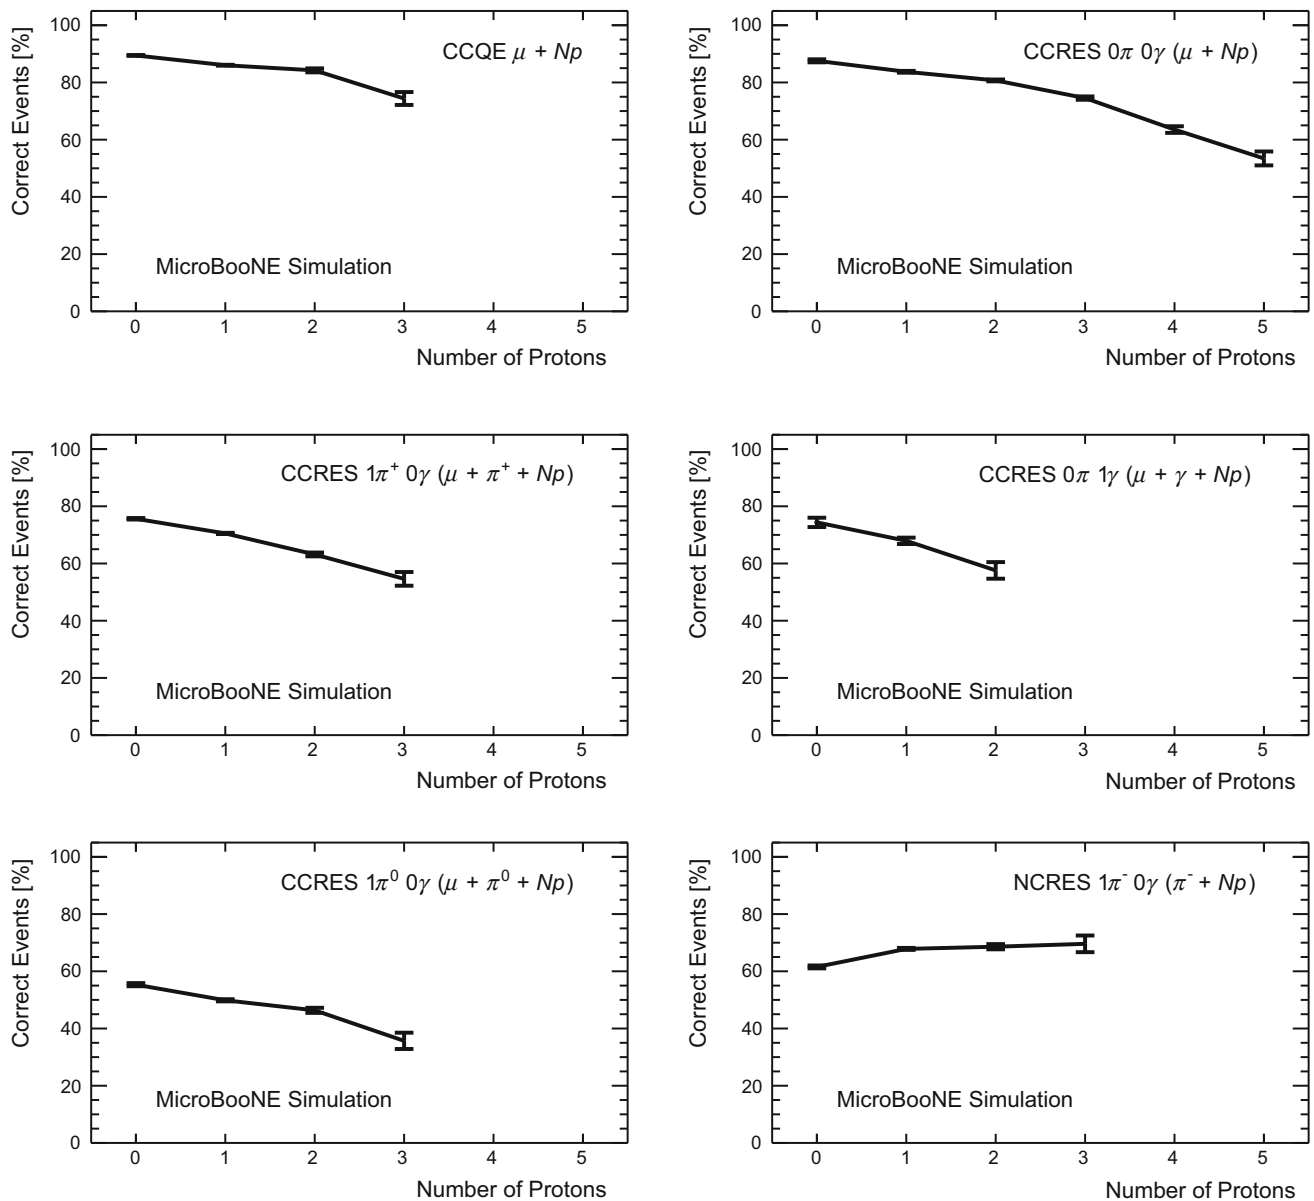 Correct Events [%]
100
80
60
40
20
0
CCQE μ + Np
MicroBooNE Simulation
0 1 2 3 4 5
Number of Protons
Correct Events [%]
100
80
60
40
20
0
CCRES 0π 0γ (μ + Np)
MicroBooNE Simulation
0 1 2 3 4 5
Number of Protons
Correct Events [%]
100
80
60
40
20
0
CCRES 1π⁺ 0γ (μ + π⁺ + Np)
MicroBooNE Simulation
0 1 2 3 4 5
Number of Protons
Correct Events [%]
100
80
60
40
20
0
CCRES 0π 1γ (μ + γ + Np)
MicroBooNE Simulation
0 1 2 3 4 5
Number of Protons
Correct Events [%]
100
80
60
40
20
0
CCRES 1π⁰ 0γ (μ + π⁰ + Np)
MicroBooNE Simulation
0 1 2 3 4 5
Number of Protons
Correct Events [%]
100
80
60
40
20
0
NCRES 1π⁻ 0γ (π⁻ + Np)
MicroBooNE Simulation
0 1 2 3 4 5
Number of Protons